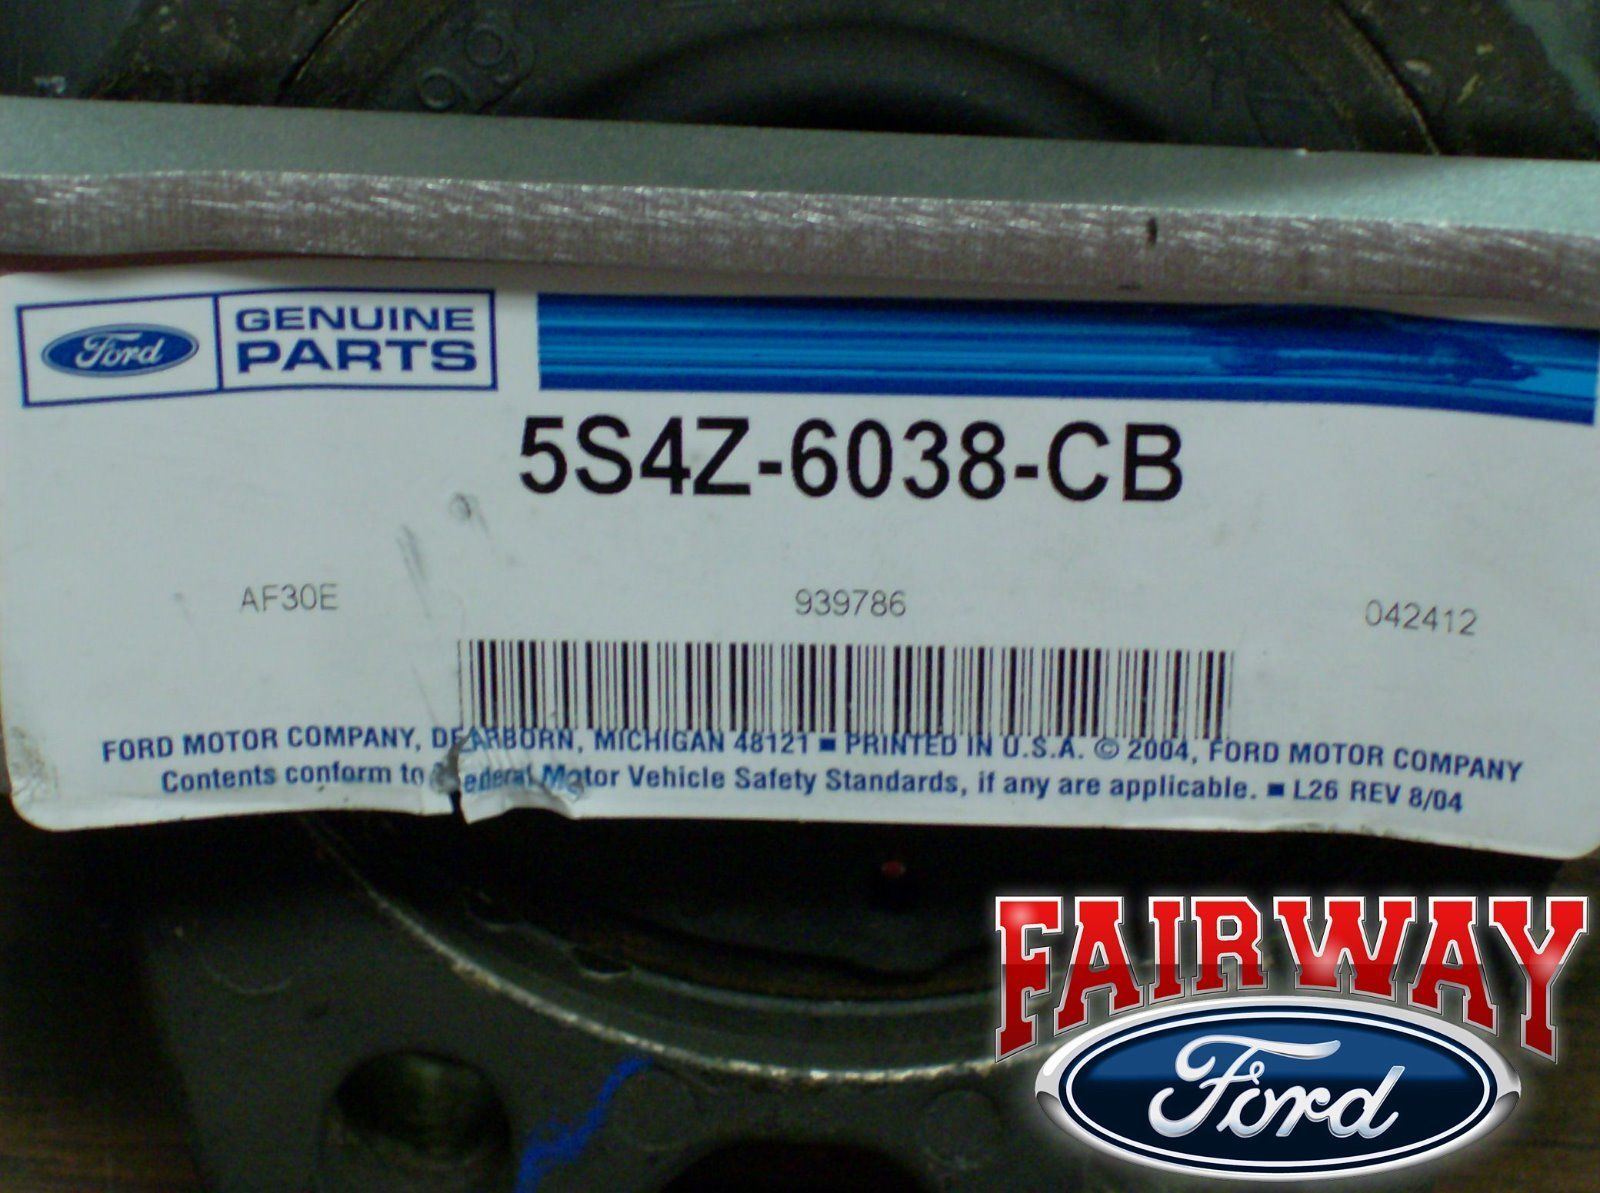 Ford
GENUINE
PARTS
5S4Z-6038-CB
AF30E
939786
042412
FORD MOTOR COMPANY, DEARBORN, MICHIGAN 48121 ■ PRINTED IN U.S.A. © 2004, FORD MOTOR COMPANY
Contents conform to Federal Motor Vehicle Safety Standards, if any are applicable. ■ L26 REV 8/04
FAIRWAY
Ford